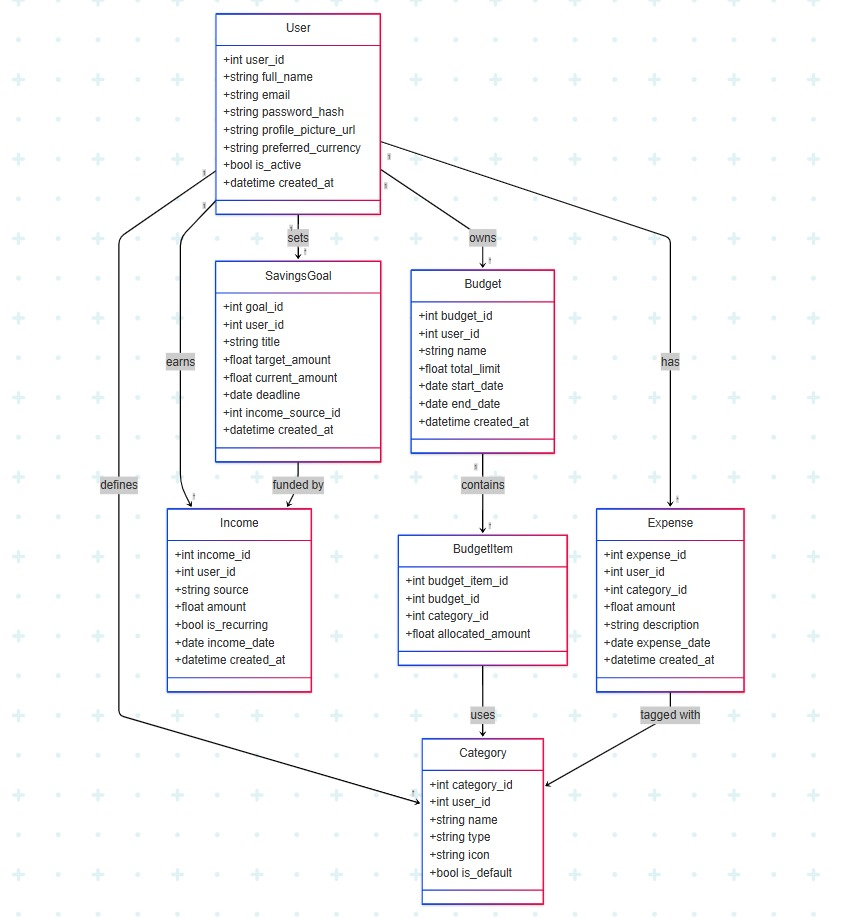 User
+int user_id
+string full_name
+string email
+string password_hash
+string profile_picture_url
+string preferred_currency
+bool is_active
+datetime created_at
sets
owns
SavingsGoal
+int goal_id
+int user_id
+string title
+float target_amount
+float current_amount
+date deadline
+int income_source_id
+datetime created_at
Budget
+int budget_id
+int user_id
+string name
+float total_limit
+date start_date
+date end_date
+datetime created_at
earns
has
defines
funded by
contains
Income
+int income_id
+int user_id
+string source
+float amount
+bool is_recurring
+date income_date
+datetime created_at
BudgetItem
+int budget_item_id
+int budget_id
+int category_id
+float allocated_amount
Expense
+int expense_id
+int user_id
+int category_id
+float amount
+string description
+date expense_date
+datetime created_at
uses
tagged with
Category
+int category_id
+int user_id
+string name
+string type
+string icon
+bool is_default